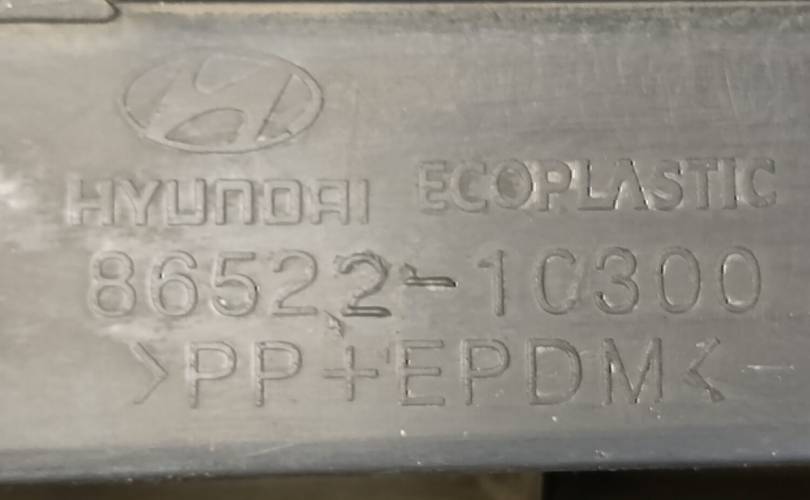 HYUNDAI ECOPLASTIC
86522-1C300
>PP+EPDM<